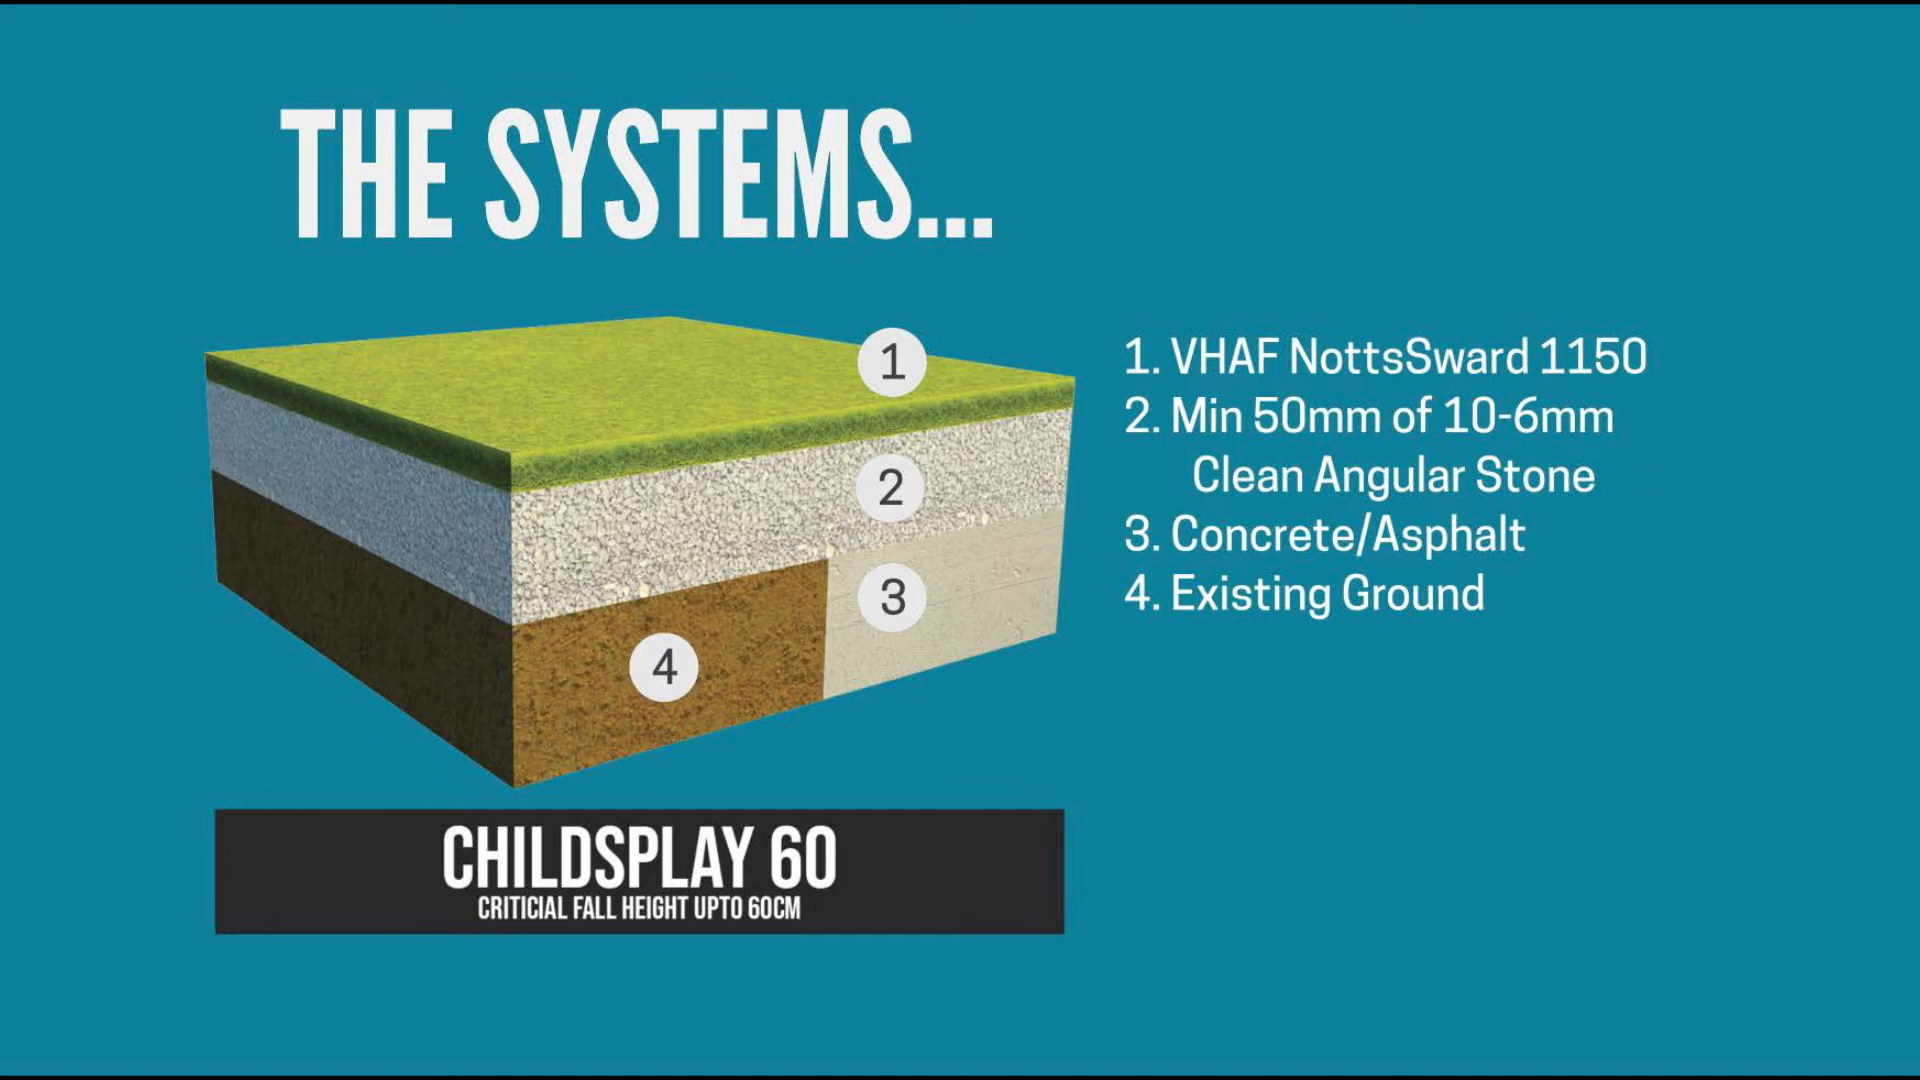 THE SYSTEMS...
1
2
3
4
1. VHAF NottsSward 1150
2. Min 50mm of 10-6mm
Clean Angular Stone
3. Concrete/Asphalt
4. Existing Ground
CHILDSPLAY 60
CRITICIAL FALL HEIGHT UPTO 60CM